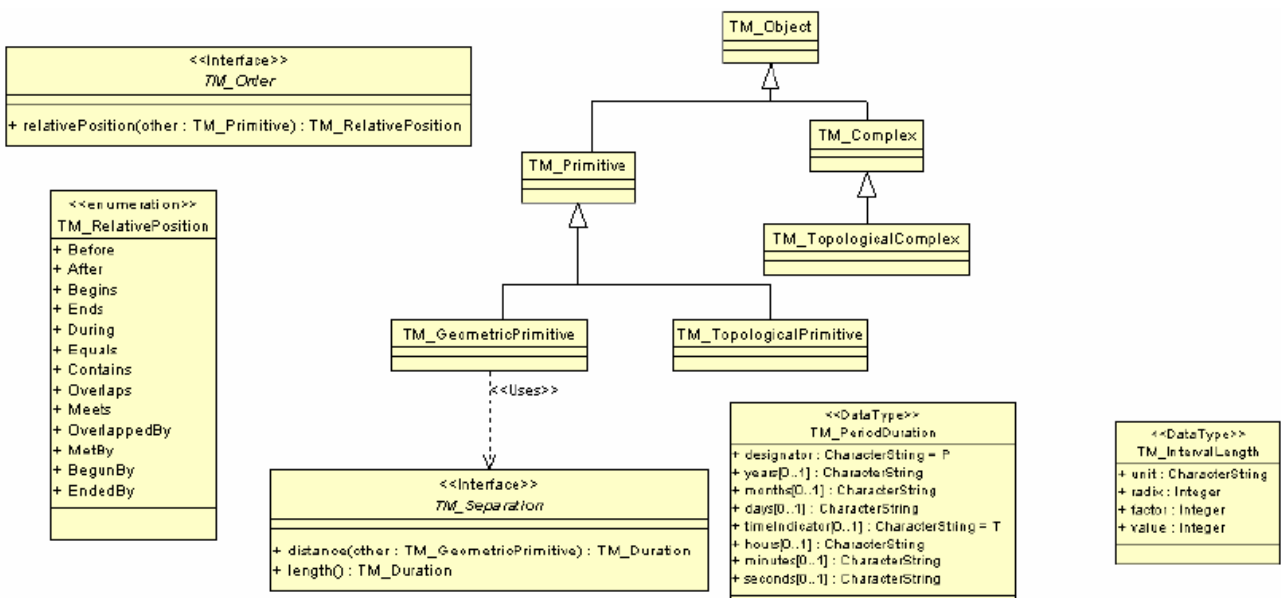 TM_Object
<<Interface>>
TM_Order
+ relativePosition(other : TM_Primitive) : TM_RelativePosition
TM_Primitive
TM_Complex
<<enumeration>>
TM_RelativePosition
+ Before
+ After
+ Begins
+ Ends
+ During
+ Equals
+ Contains
+ Overlaps
+ Meets
+ OverlappedBy
+ MetBy
+ BegunBy
+ EndedBy
TM_TopologicalComplex
TM_GeometricPrimitive
TM_TopologicalPrimitive
<<Uses>>
<<Interface>>
TM_Separation
+ distance(other : TM_GeometricPrimitive) : TM_Duration
+ length() : TM_Duration
<<DataType>>
TM_PeriodDuration
+ designator : CharacterString = P
+ years[0..1] : CharacterString
+ months[0..1] : CharacterString
+ days[0..1] : CharacterString
+ timeIndicator[0..1] : CharacterString = T
+ hours[0..1] : CharacterString
+ minutes[0..1] : CharacterString
+ seconds[0..1] : CharacterString
<<DataType>>
TM_IntervalLength
+ unit : CharacterString
+ radix : Integer
+ factor : Integer
+ value : Integer